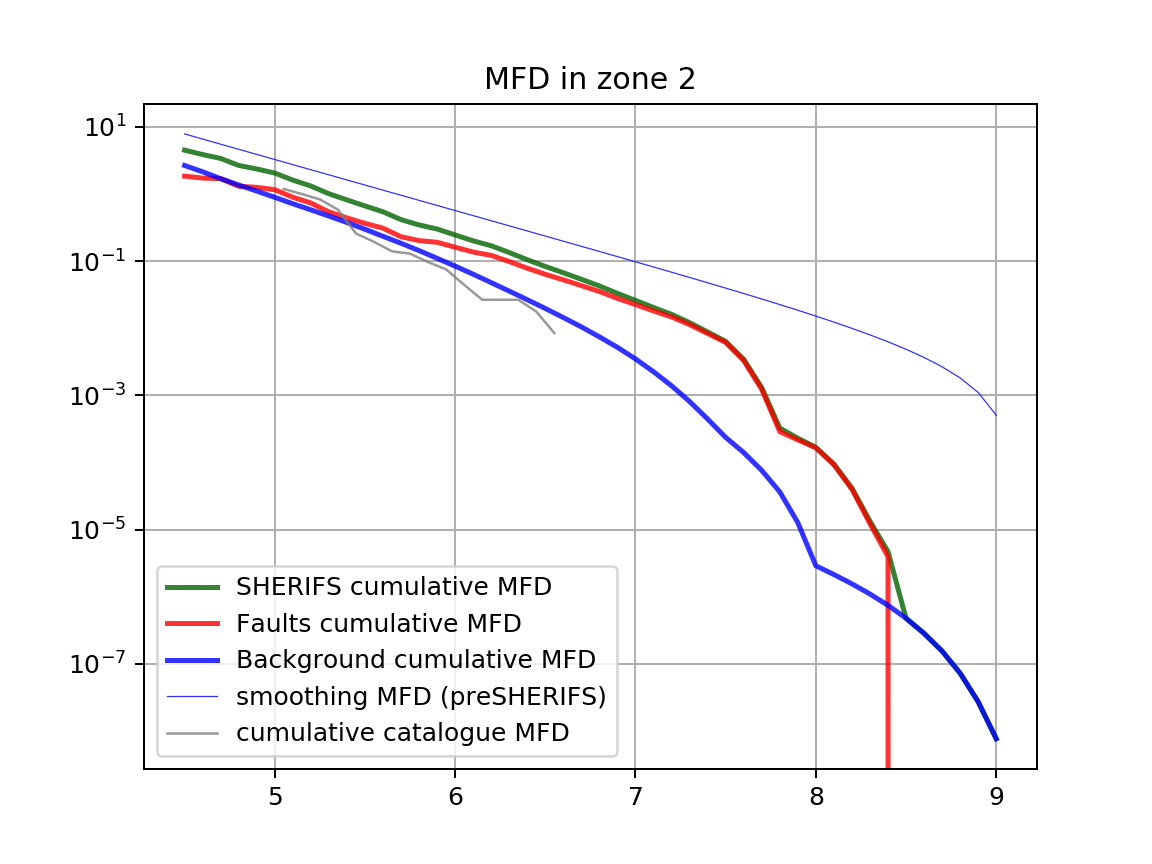 MFD in zone 2
10^1
10^−1
10^−3
10^−5
10^−7
SHERIFS cumulative MFD
Faults cumulative MFD
Background cumulative MFD
smoothing MFD (preSHERIFS)
cumulative catalogue MFD
5 6 7 8 9